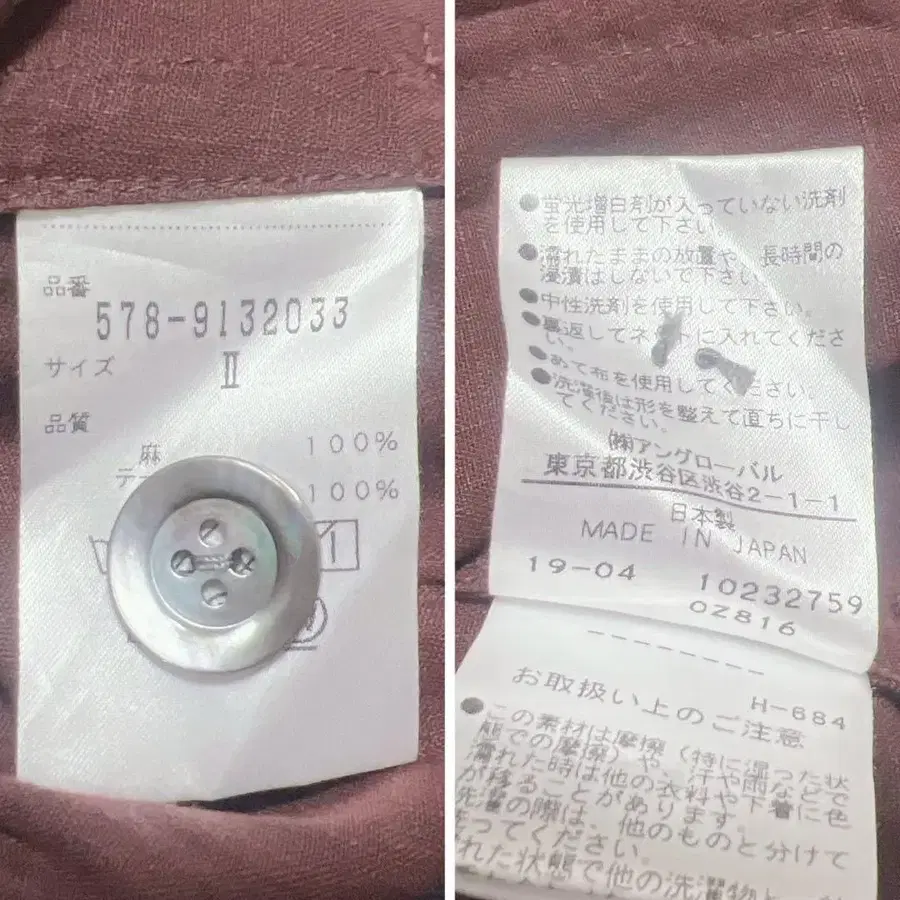 品番
578-9132033
サイズ
II
品質
麻 100%
テー 100%
1
●蛍光増白剤が入っていない洗剤
を使用して下さい
●濡れたままの放置や、長時間の
浸漬はしないで下さい
●中性洗剤を使用して下さい。
●裏返してネットに入れてくださ
い。
●あて布を使用してください。
●洗濯後は形を整えて直ちに干し
てください。
㈱アングローバル
東京都渋谷区渋谷2-1-1
日本製
MADE IN JAPAN
19-04 10232759
OZ816
H-684
お取扱い上のご注意
●この素材は摩擦(特に湿った状
態での摩擦)や、汗や雨などで
濡れた時は他の衣料や下着に色
が移ることがあります。
洗濯の際は、他のものと分けて
洗ってください。
れた状態で他の洗濯物と